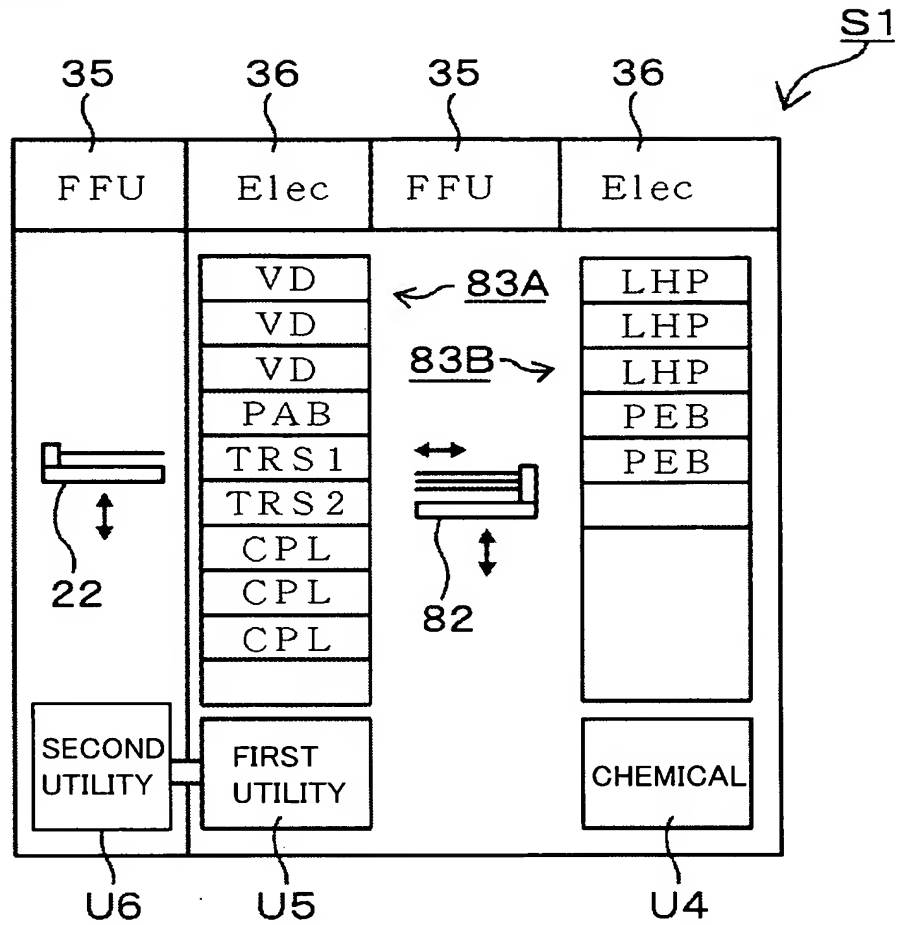 S1
35 36 35 36
FFU Elec FFU Elec
VD 83A LHP
VD LHP
VD 83B LHP
PAB PEB
TRS1 PEB
TRS2
CPL
22 CPL 82
CPL
SECOND UTILITY
FIRST UTILITY
CHEMICAL
U6 U5 U4